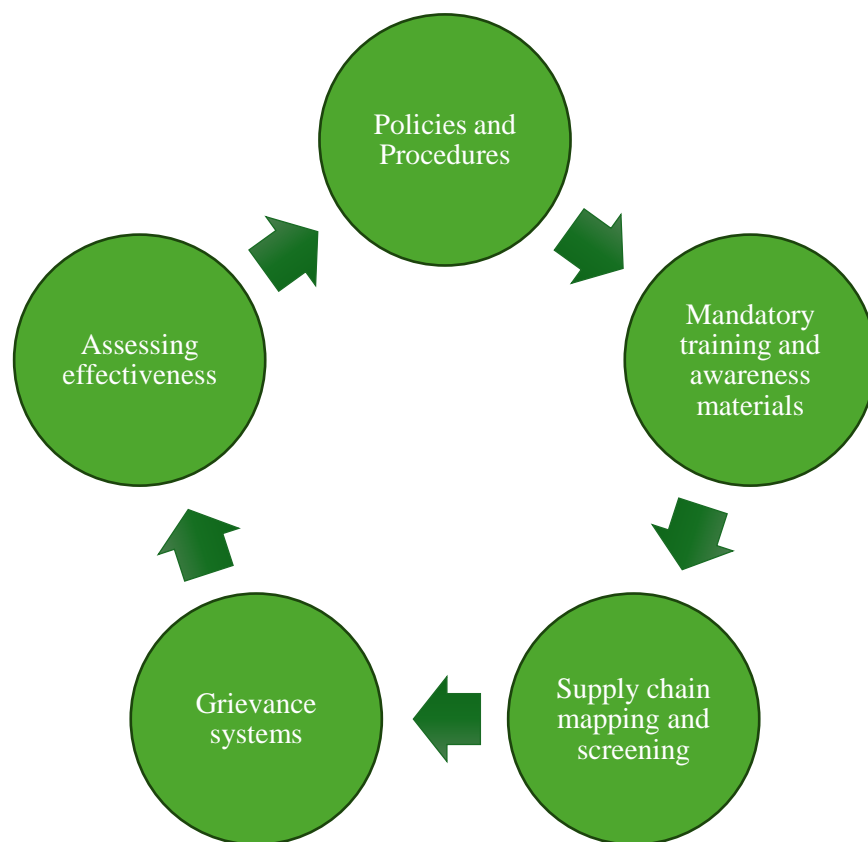 Policies and
Procedures
Mandatory
training and
awareness
materials
Supply chain
mapping and
screening
Grievance
systems
Assessing
effectiveness